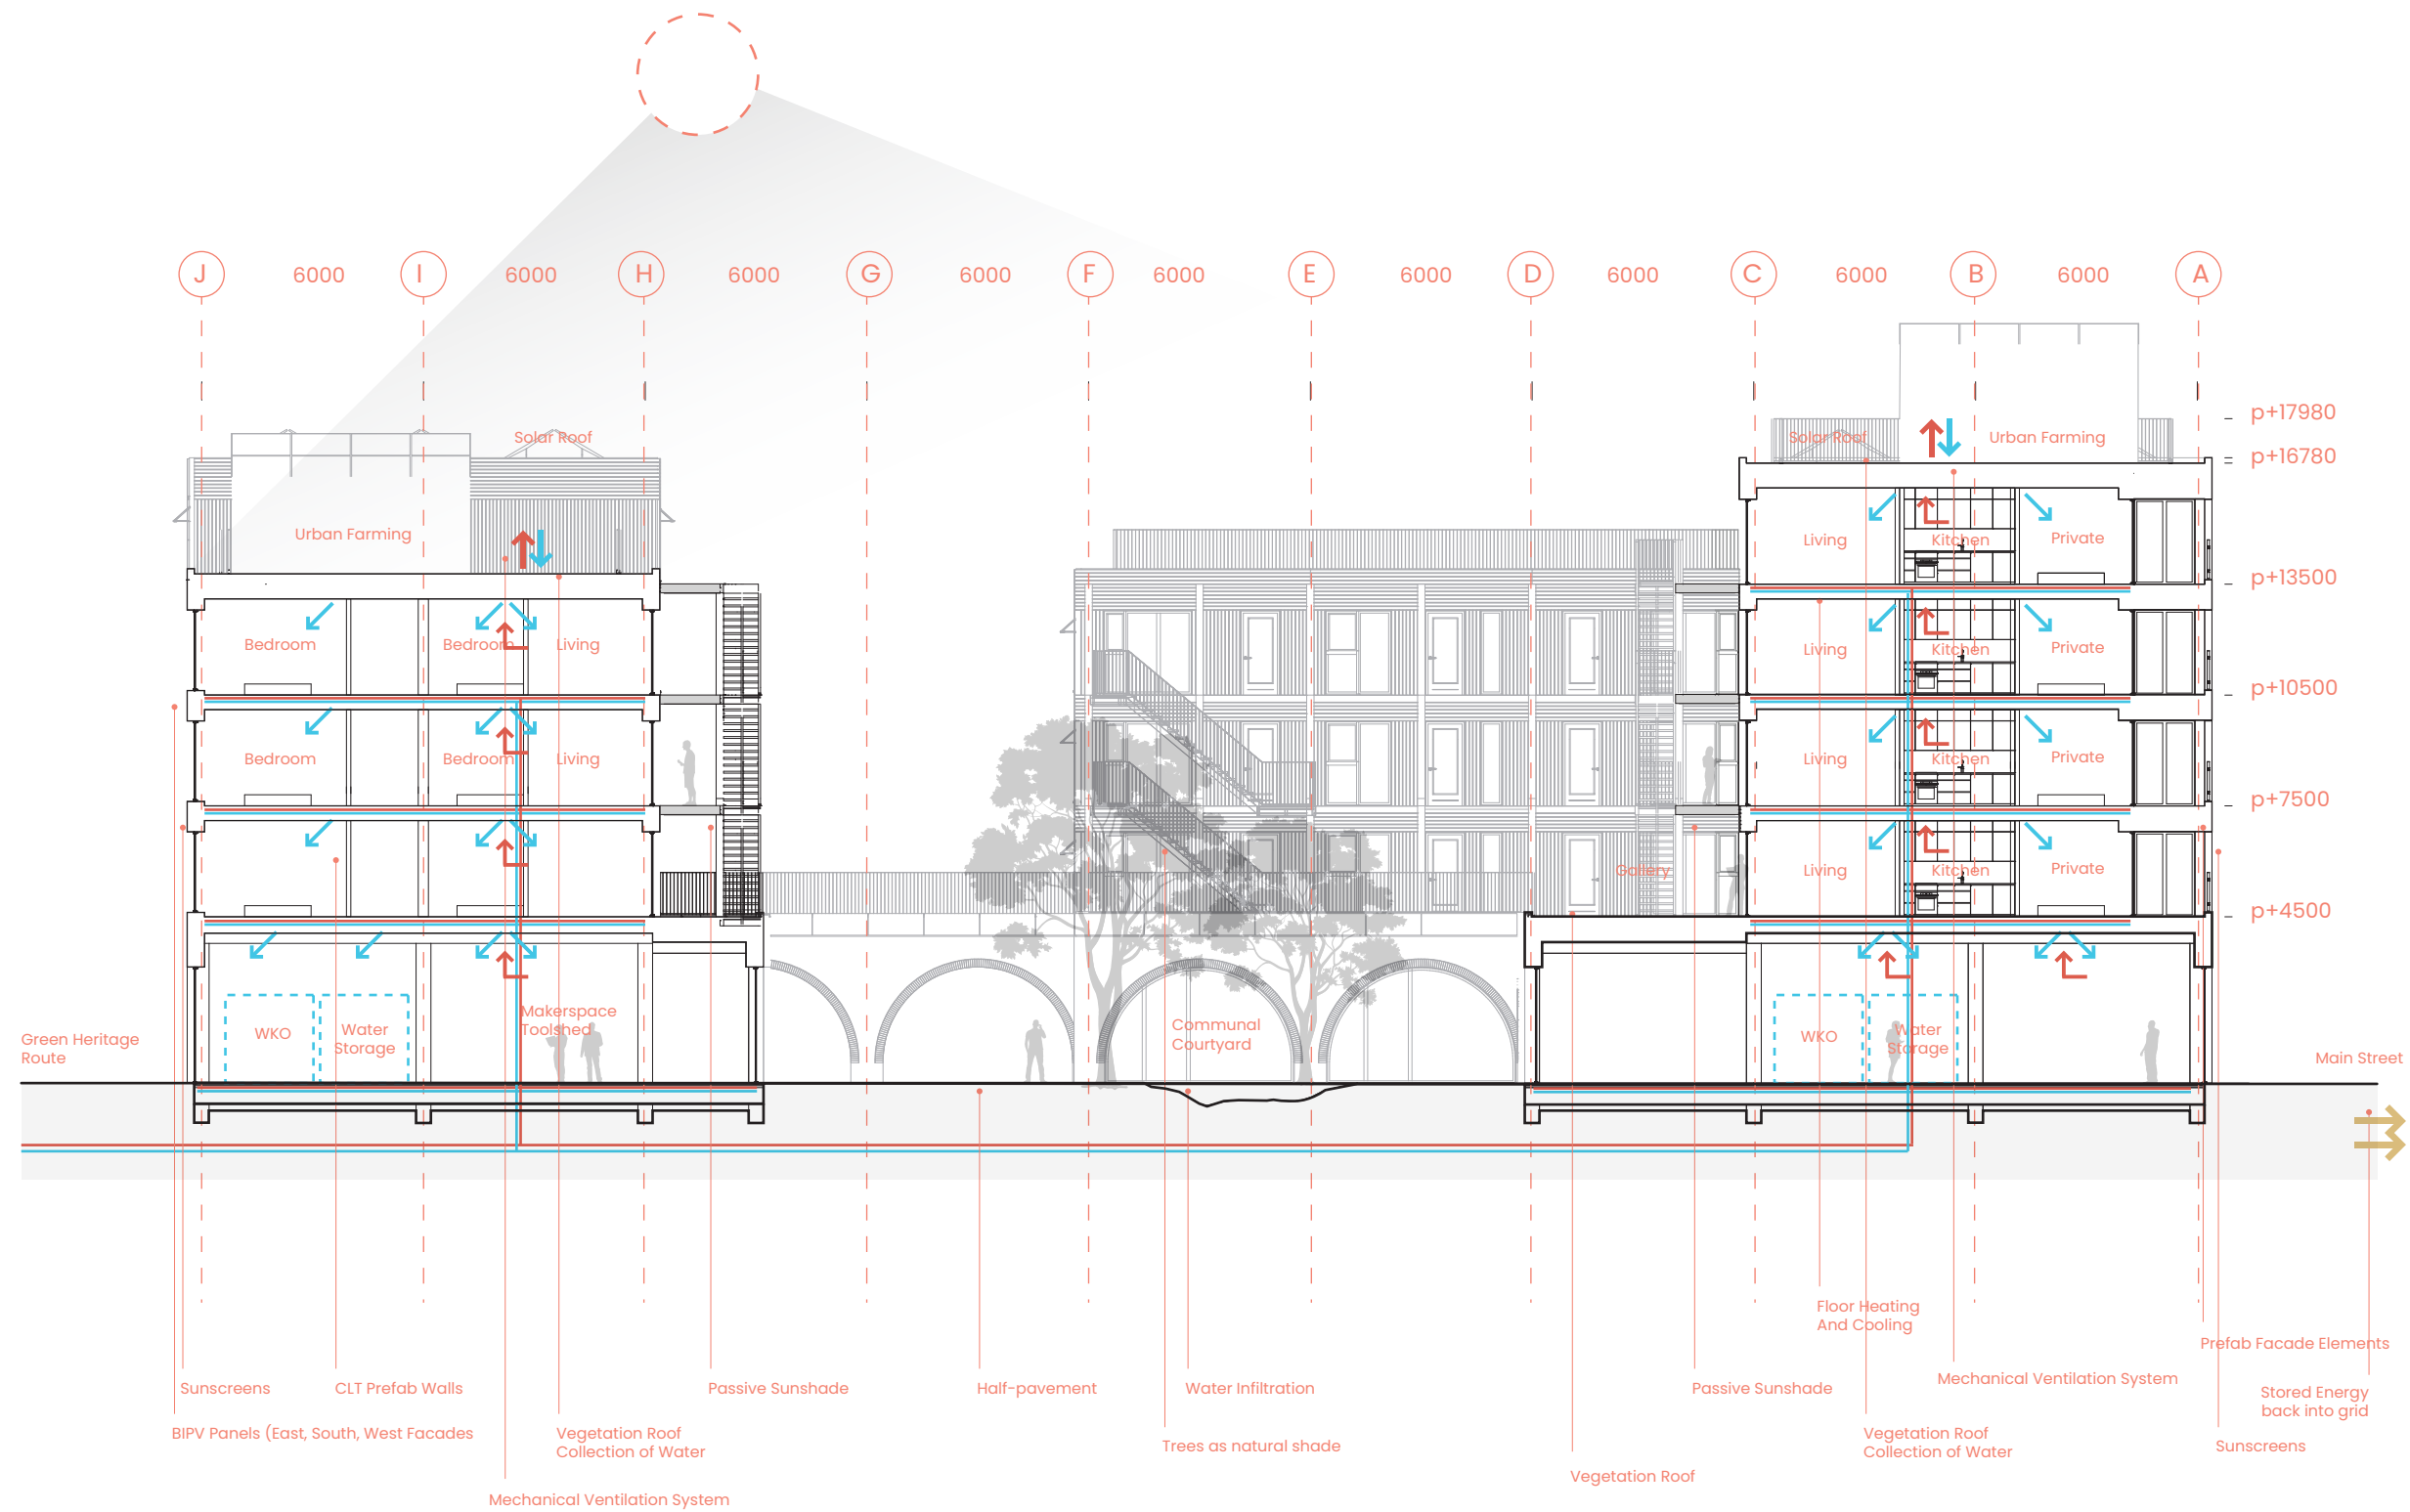 J
6000
I
6000
H
6000
G
6000
F
6000
E
6000
D
6000
C
6000
B
6000
A
p+17980
Solar Roof
Solar Roof
Urban Farming
p+16780
Urban Farming
Living
Kitchen
Private
p+13500
Bedroom
Bedroom
Living
Living
Kitchen
Private
p+10500
Bedroom
Bedroom
Living
Living
Kitchen
Private
p+7500
Gallery
Living
Kitchen
Private
p+4500
Green Heritage
Route
WKO
Water
Storage
Makerspace
Toolshed
Communal
Courtyard
WKO
Water
Storage
Main Street
Floor Heating
And Cooling
Prefab Facade Elements
Sunscreens
CLT Prefab Walls
Passive Sunshade
Half-pavement
Water Infiltration
Passive Sunshade
Mechanical Ventilation System
Stored Energy
back into grid
BIPV Panels (East, South, West Facades
Vegetation Roof
Collection of Water
Trees as natural shade
Vegetation Roof
Collection of Water
Sunscreens
Vegetation Roof
Mechanical Ventilation System